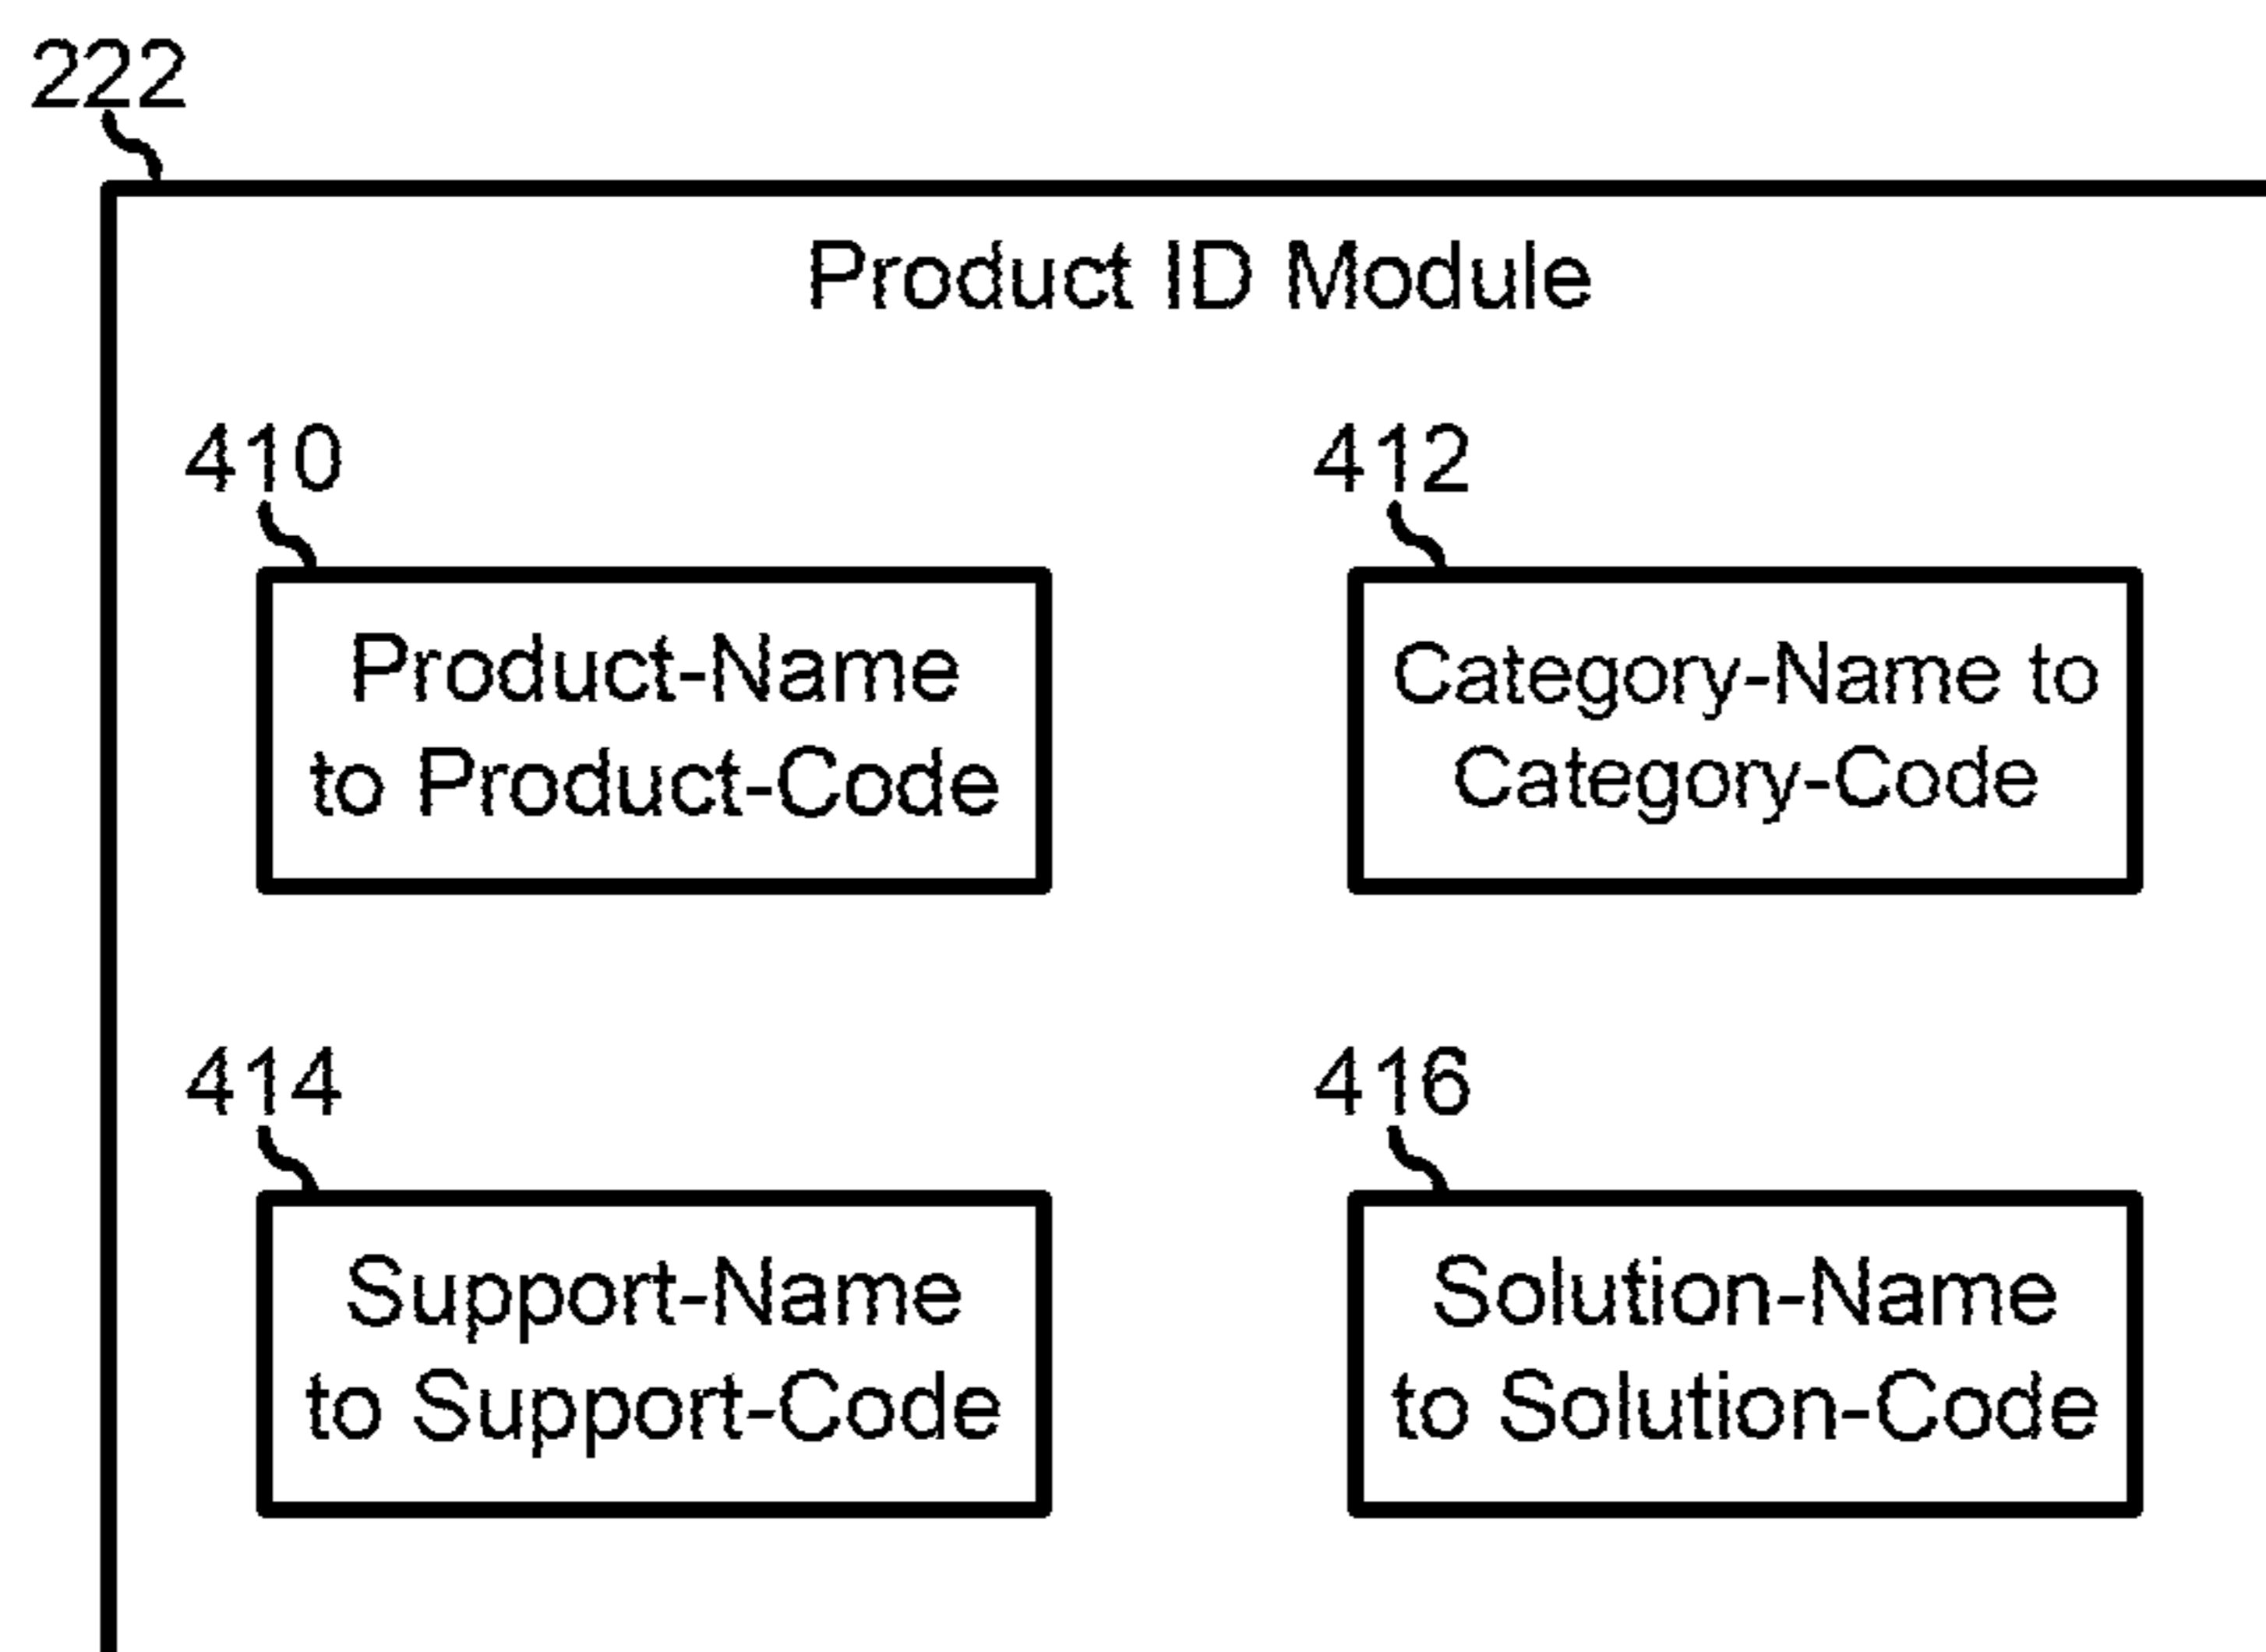 222
Product ID Module
410
412
Product-Name
to Product-Code
Category-Name to
Category-Code
414
416
Support-Name
to Support-Code
Solution-Name
to Solution-Code